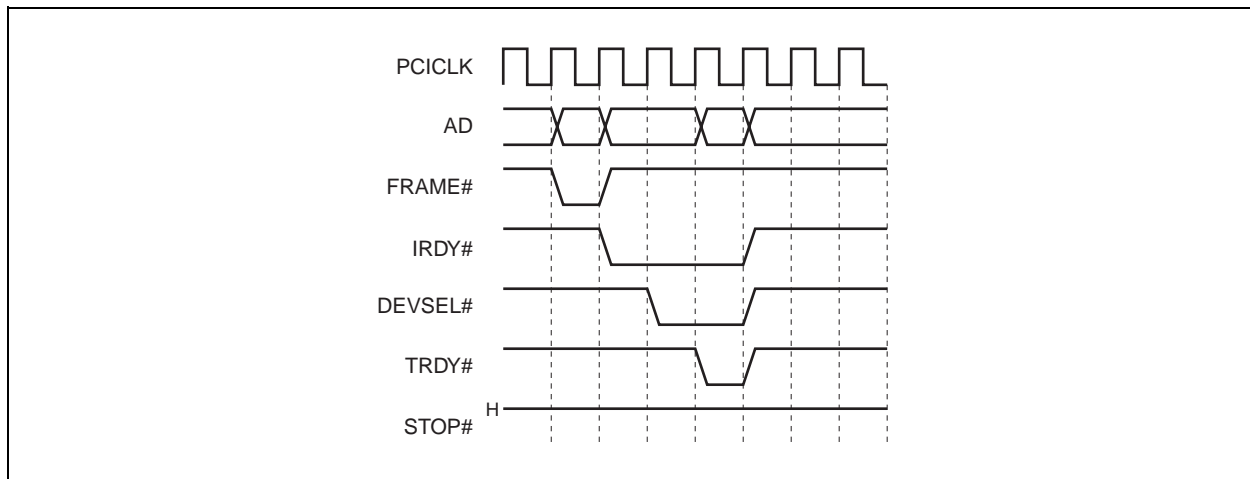 PCICLK
AD
FRAME#
IRDY#
DEVSEL#
TRDY#
H
STOP#